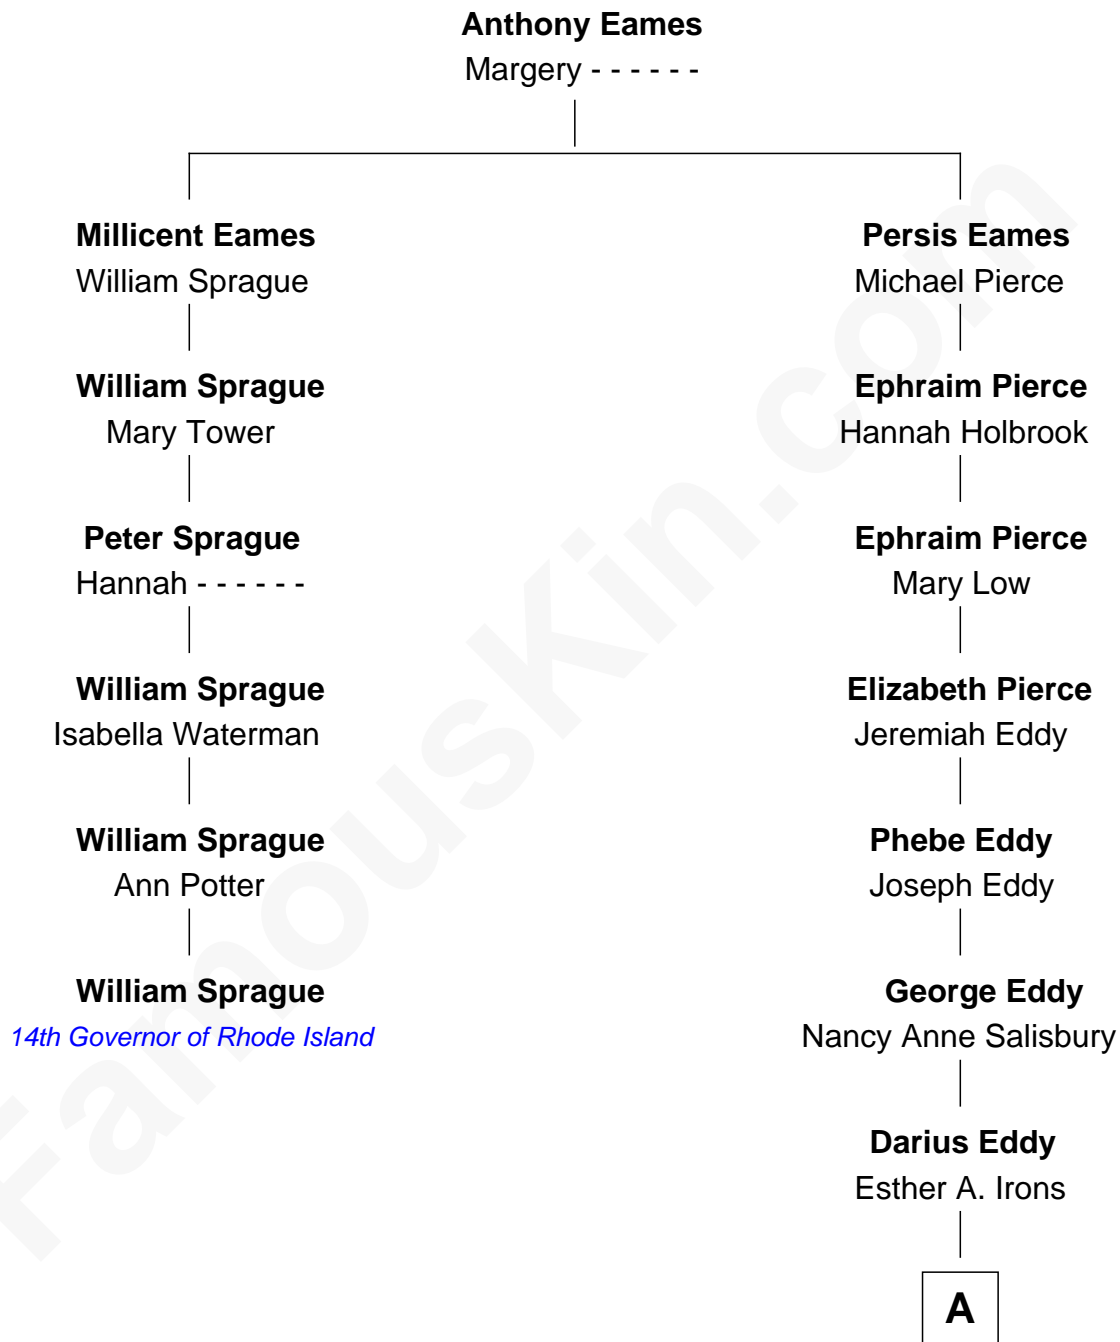 Anthony Eames
Margery - - - - - -
Millicent Eames
William Sprague
William Sprague
Mary Tower
Peter Sprague
Hannah - - - - - -
William Sprague
Isabella Waterman
William Sprague
Ann Potter
William Sprague
14th Governor of Rhode Island
Persis Eames
Michael Pierce
Ephraim Pierce
Hannah Holbrook
Ephraim Pierce
Mary Low
Elizabeth Pierce
Jeremiah Eddy
Phebe Eddy
Joseph Eddy
George Eddy
Nancy Anne Salisbury
Darius Eddy
Esther A. Irons
A
FamousKin.com